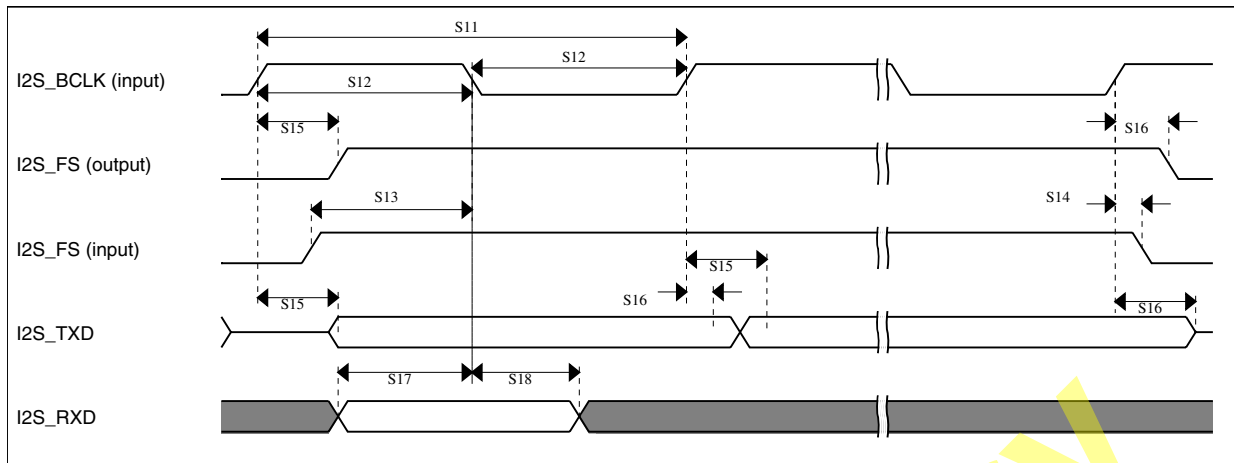 S11
I2S_BCLK (input)
S12
S12
S15
S16
I2S_FS (output)
S13
S14
I2S_FS (input)
S15
S15
S16
S16
I2S_TXD
S17
S18
I2S_RXD